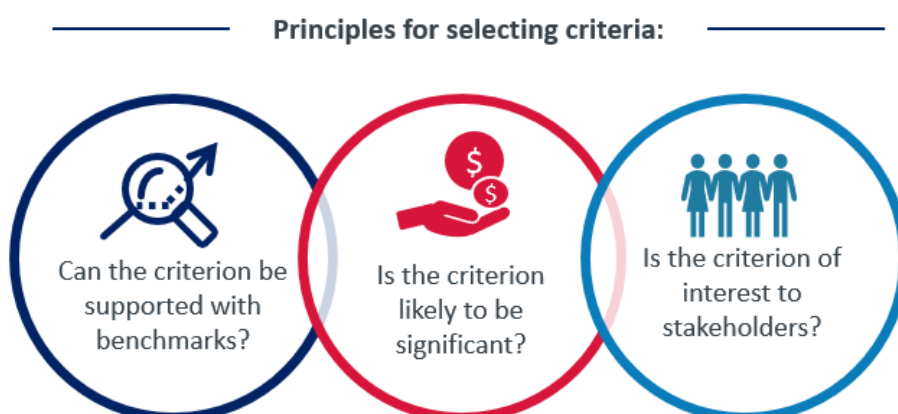 Principles for selecting criteria:
$
$
Can the criterion be
supported with
benchmarks?
Is the criterion
likely to be
significant?
Is the criterion of
interest to
stakeholders?